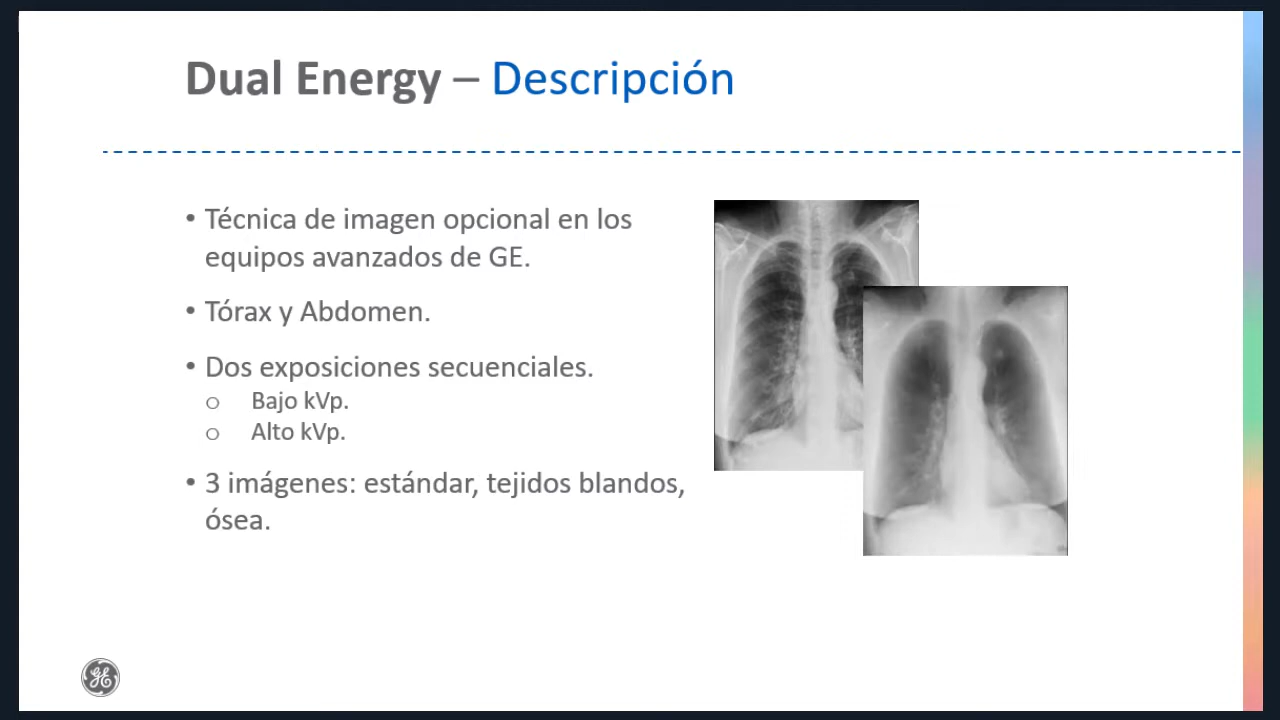 Dual Energy – Descripción
• Técnica de imagen opcional en los
equipos avanzados de GE.
• Tórax y Abdomen.
• Dos exposiciones secuenciales.
o Bajo kVp.
o Alto kVp.
• 3 imágenes: estándar, tejidos blandos,
ósea.
GE